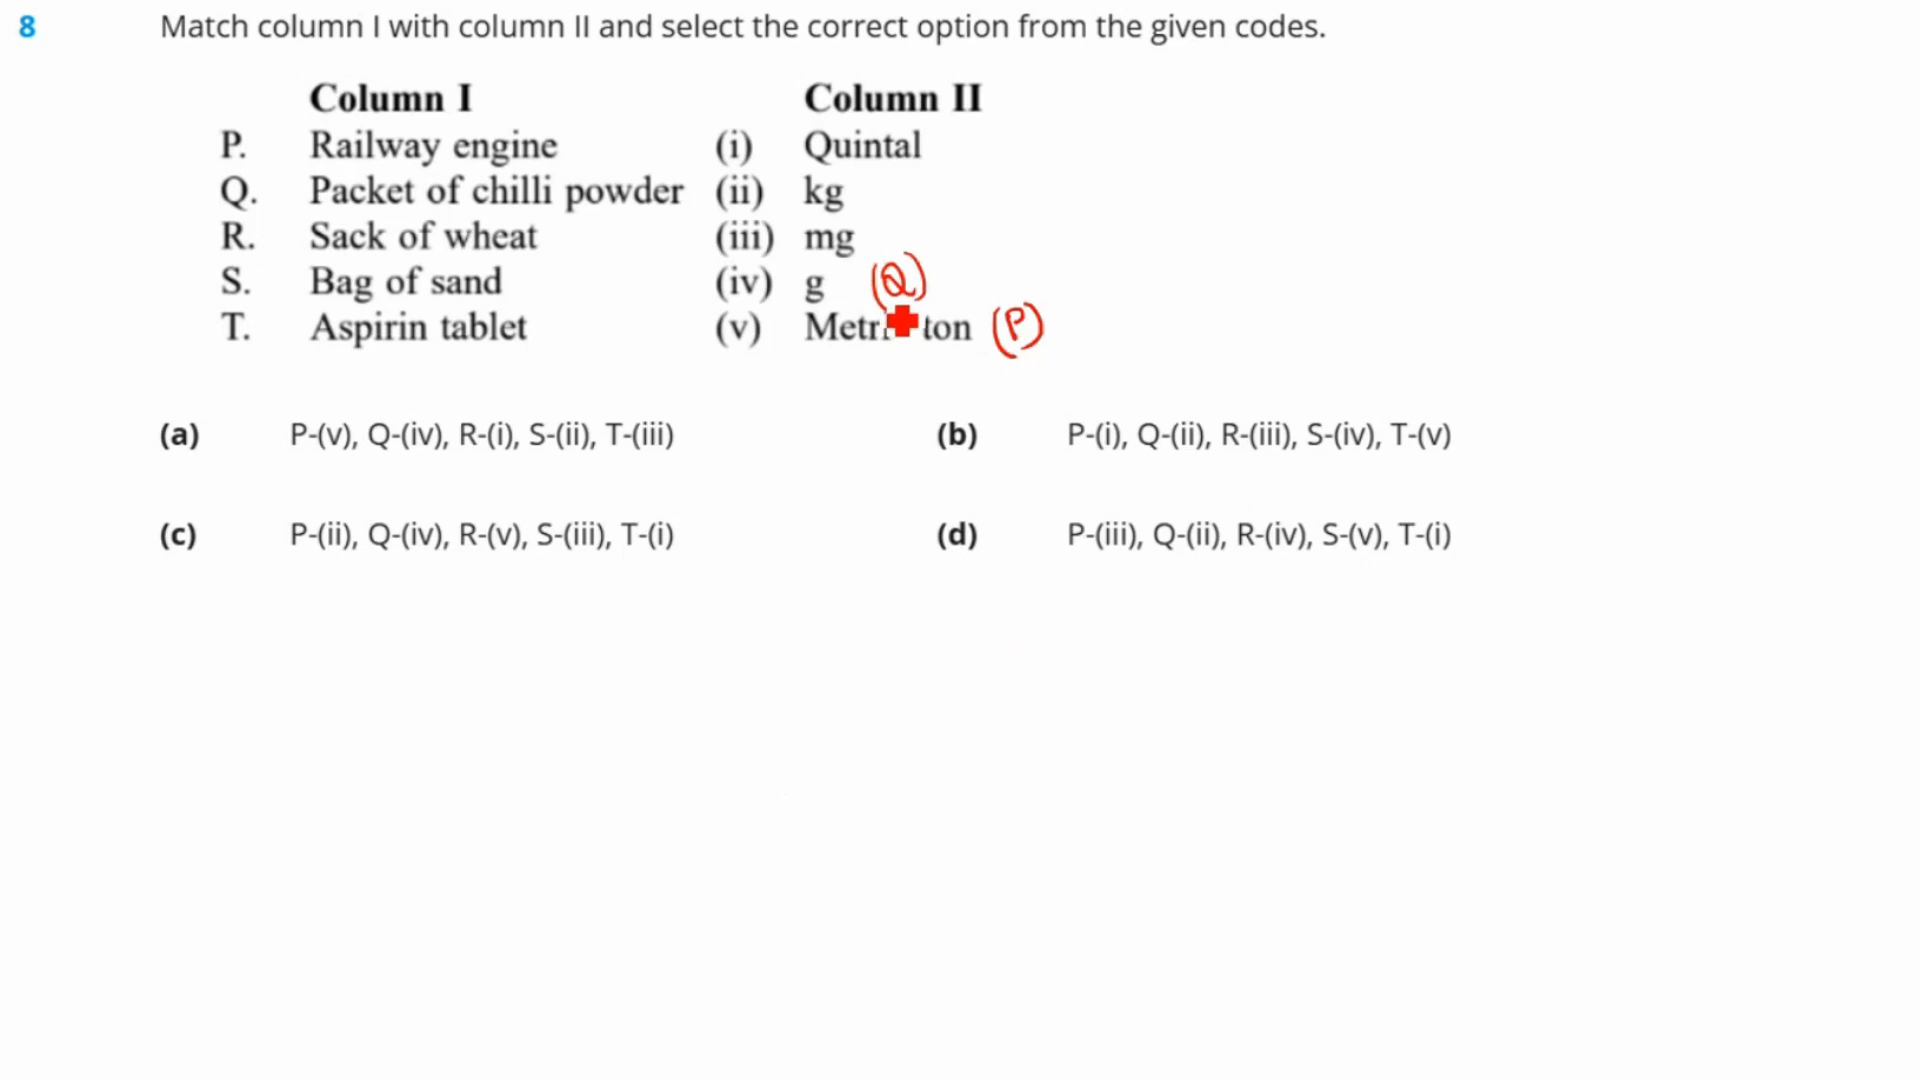 8 Match column I with column II and select the correct option from the given codes.
Column I Column II
P. Railway engine (i) Quintal
Q. Packet of chilli powder (ii) kg
R. Sack of wheat (iii) mg
S. Bag of sand (iv) g (Q)
T. Aspirin tablet (v) ton (P)
(a) P-(v), Q-(iv), R-(i), S-(ii), T-(iii) (b) P-(i), Q-(ii), R-(iii), S-(iv), T-(v)
(c) P-(ii), Q-(iv), R-(v), S-(iii), T-(i) (d) P-(iii), Q-(ii), R-(iv), S-(v), T-(i)